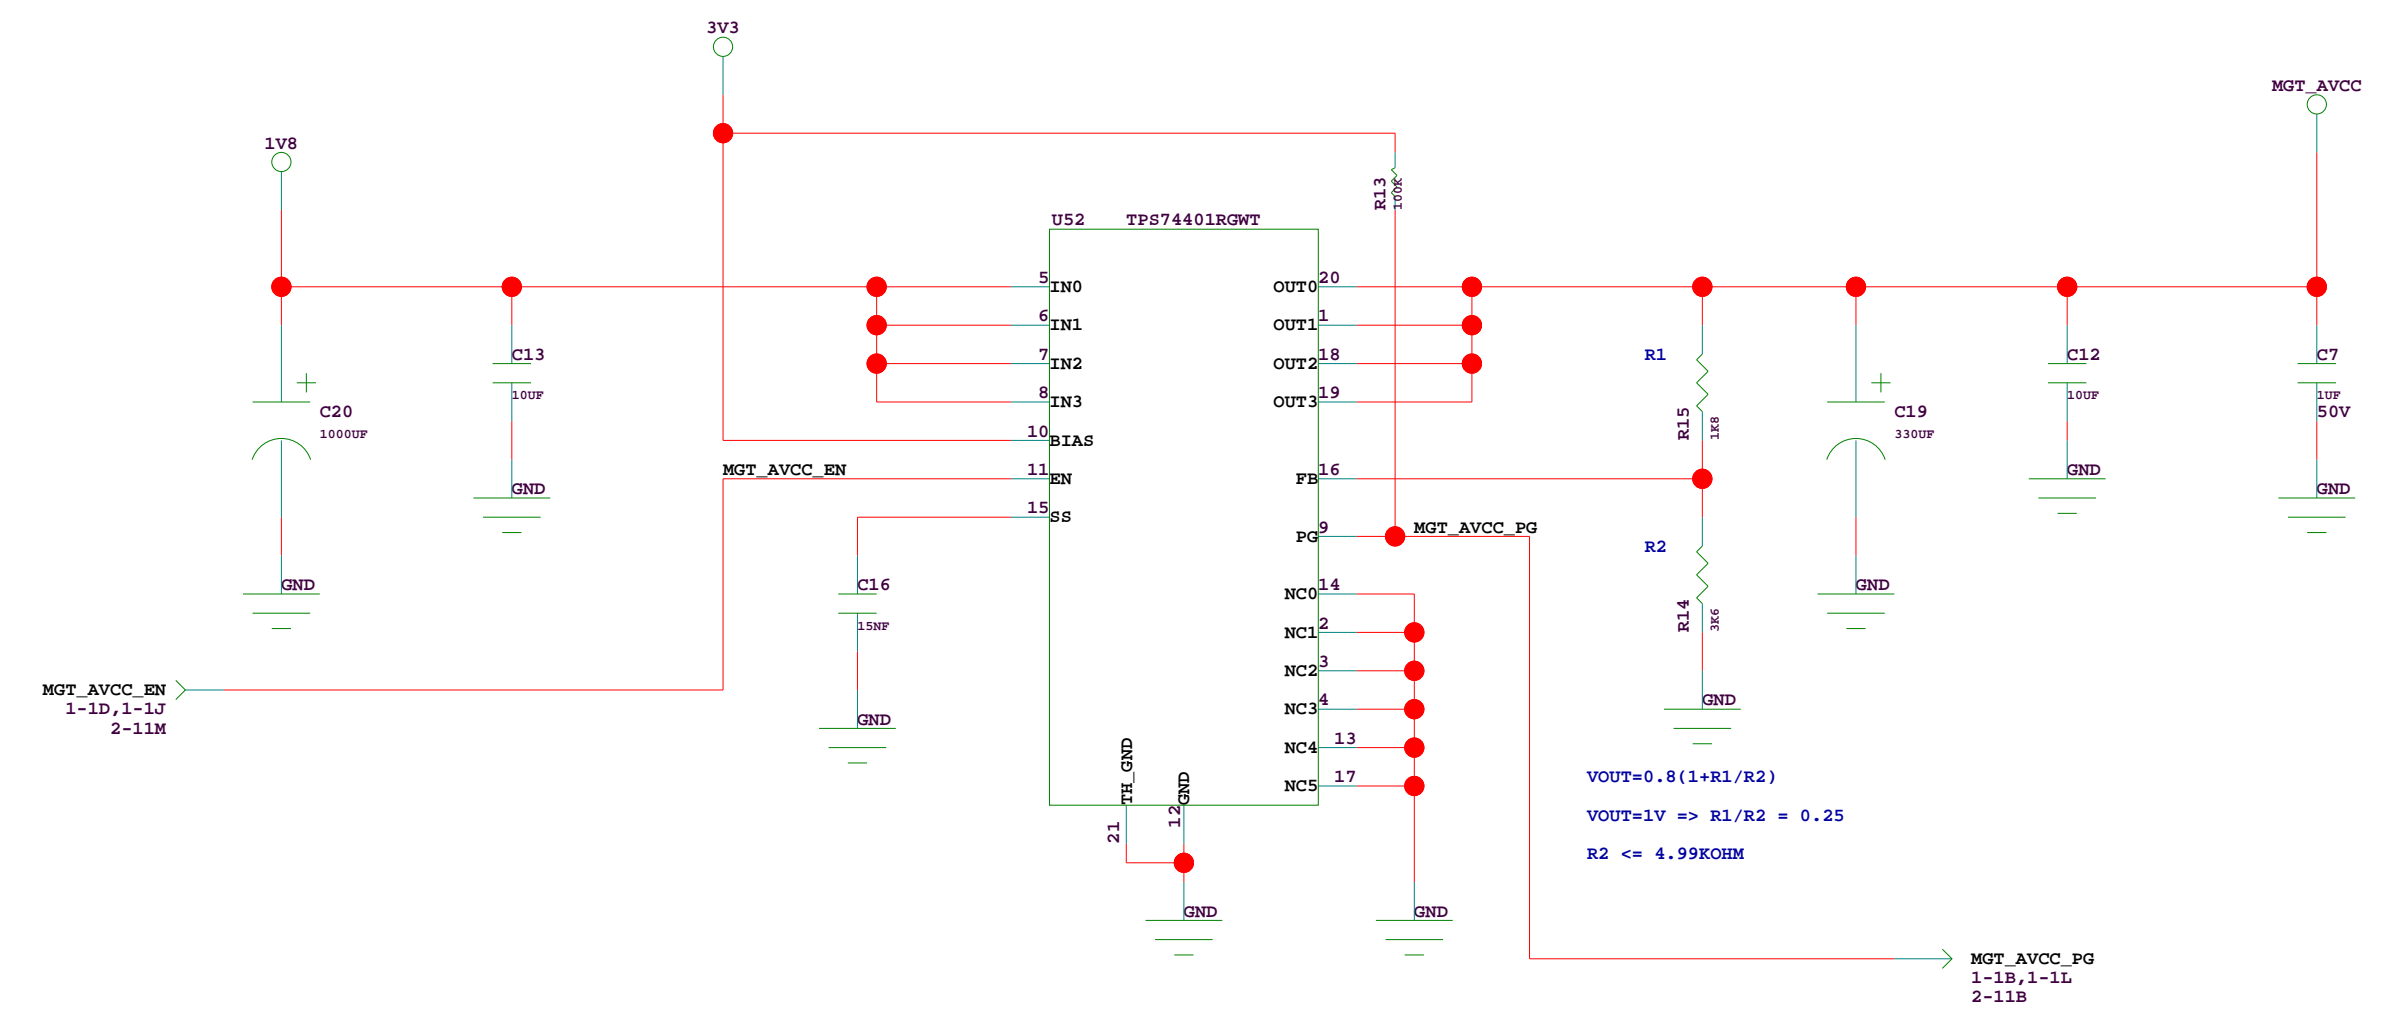 3V3
MGT_AVCC
1V8
R13
100K
U52 TPS74401RGWT
5
IN0
6
IN1
7
IN2
8
IN3
10
BIAS
MGT_AVCC_EN
11
EN
15
SS
20
OUT0
1
OUT1
18
OUT2
19
OUT3
16
FB
9
PG
MGT_AVCC_PG
14
NC0
2
NC1
3
NC2
4
NC3
13
NC4
17
NC5
TH_GND
21
GND
12
GND
GND
C20
1000UF
GND
C13
10UF
GND
C16
15NF
GND
R1
R15
1K8
R2
R14
3K6
GND
C19
330UF
GND
C12
10UF
GND
C7
1UF
50V
GND
MGT_AVCC_EN
1-1D,1-1J
2-11M
VOUT=0.8(1+R1/R2)
VOUT=1V => R1/R2 = 0.25
R2 <= 4.99KOHM
MGT_AVCC_PG
1-1B,1-1L
2-11B